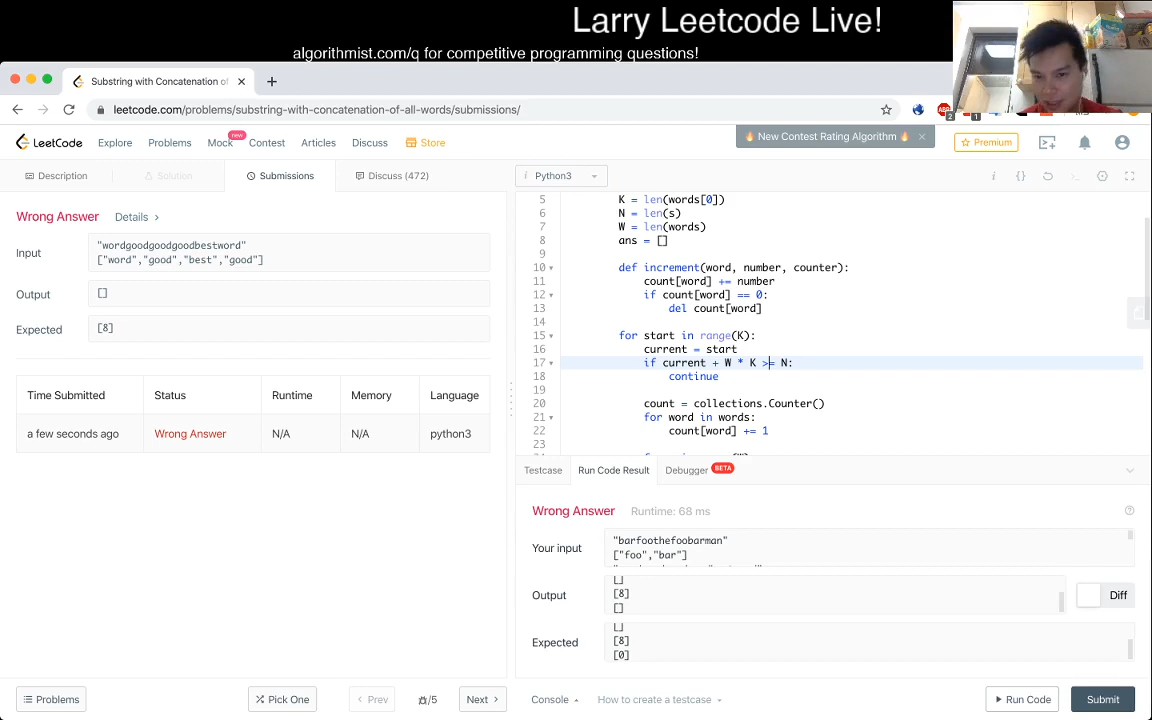 Larry Leetcode Live!
algorithmist.com/q for competitive programming questions!
Substring with Concatenation of
leetcode.com/problems/substring-with-concatenation-of-all-words/submissions/
LeetCode
Explore
Problems
Mock
new
Contest
Articles
Discuss
Store
🔥 New Contest Rating Algorithm 🔥
Premium
Description
Solution
Submissions
Discuss (472)
i Python3
Wrong Answer
Details >
Input
"wordgoodgoodgoodbestword"
["word","good","best","good"]
Output
[]
Expected
[8]
Time Submitted
Status
Runtime
Memory
Language
a few seconds ago
Wrong Answer
N/A
N/A
python3
5 K = len(words[0])
6 N = len(s)
7 W = len(words)
8 ans = []
9
10 def increment(word, number, counter):
11 count[word] += number
12 if count[word] == 0:
13 del count[word]
14
15 for start in range(K):
16 current = start
17 if current + W * K >= N:
18 continue
19
20 count = collections.Counter()
21 for word in words:
22 count[word] += 1
23
Testcase
Run Code Result
Debugger
BETA
Wrong Answer
Runtime: 68 ms
Your input
"barfoothefoobarman"
["foo","bar"]
Output
[]
[8]
[]
Diff
Expected
[]
[8]
[0]
Problems
Pick One
< Prev
/5
Next >
Console
How to create a testcase
Run Code
Submit